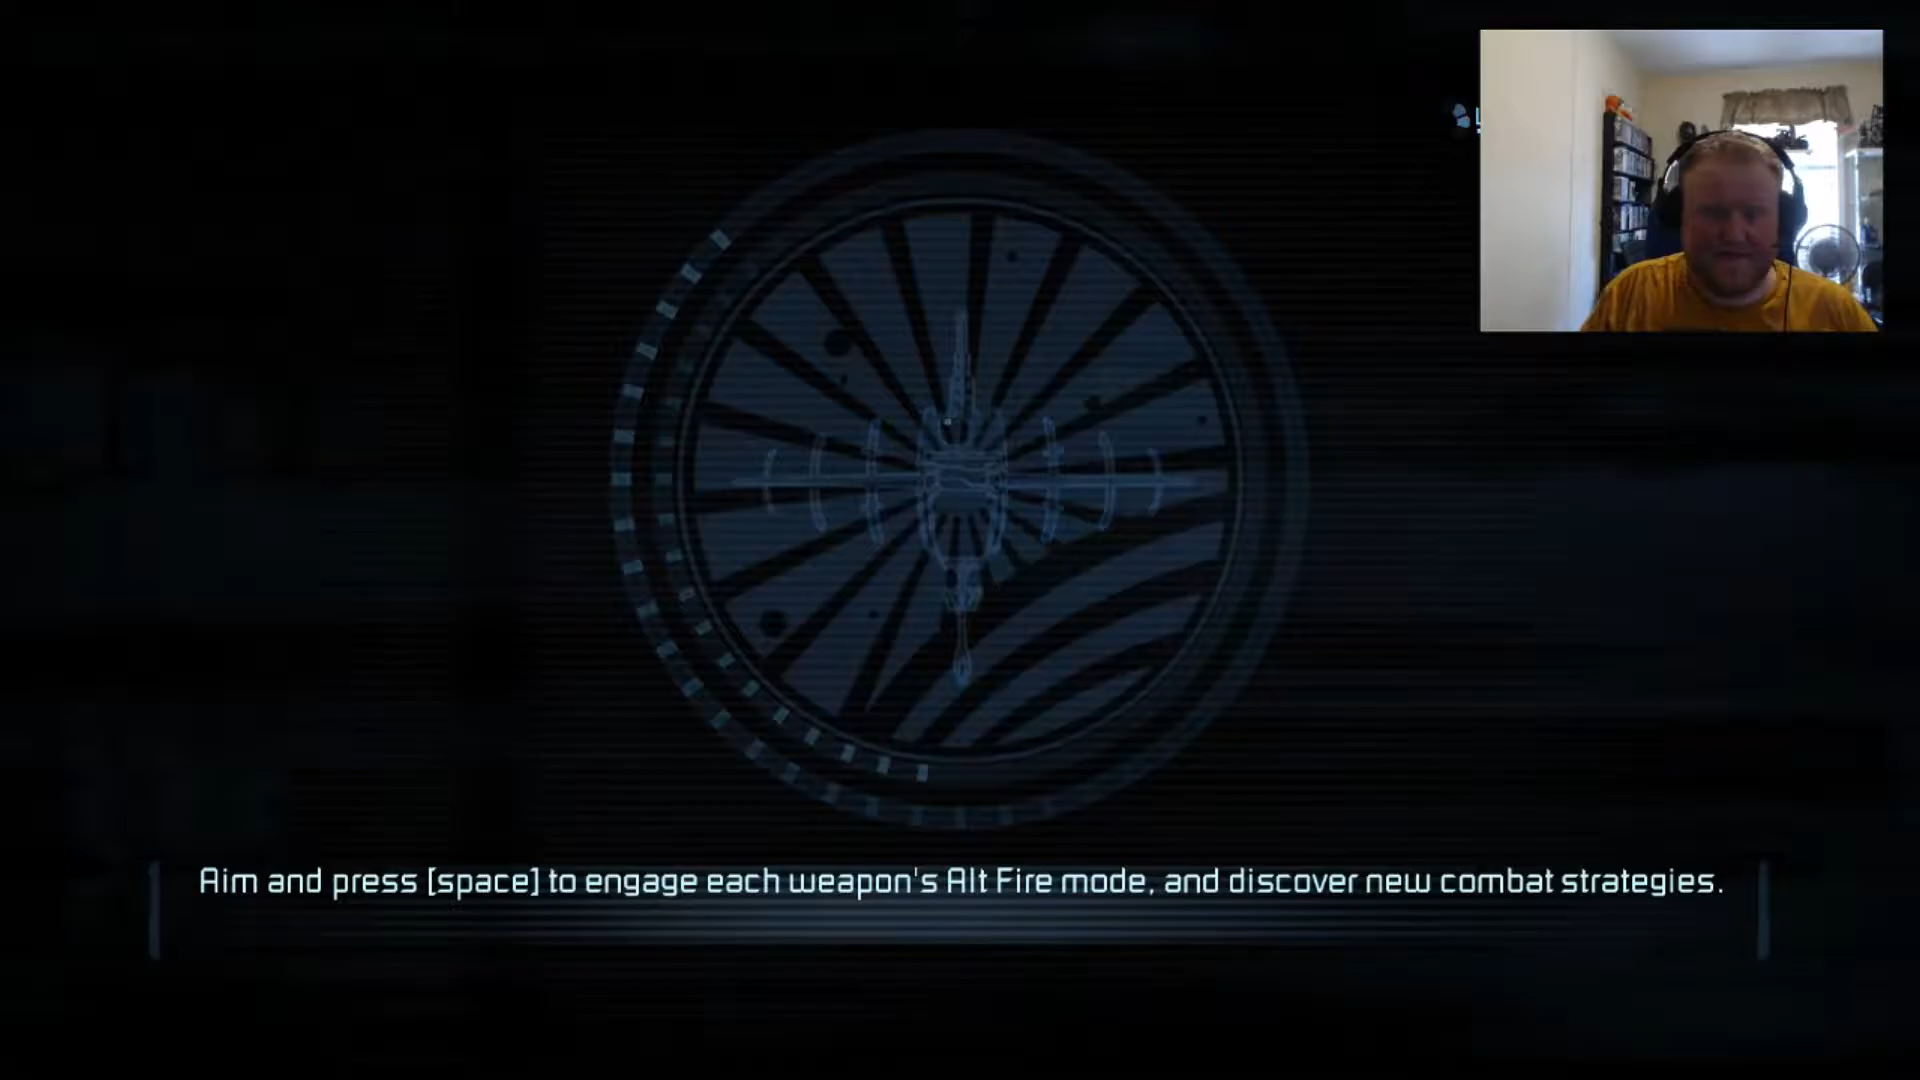 Aim and press [space] to engage each weapon's Alt Fire mode, and discover new combat strategies.